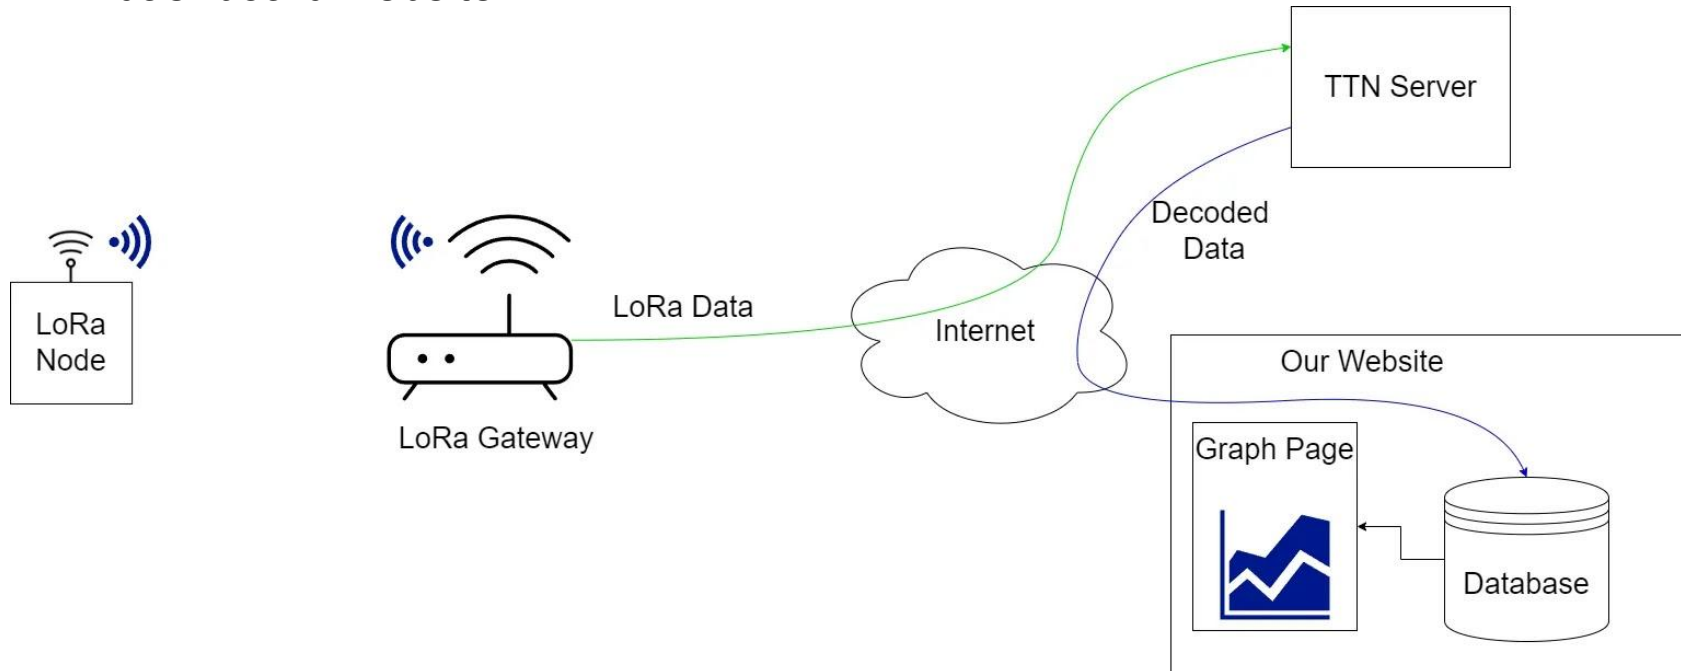 TTN Server
Decoded
Data
LoRa Data
LoRa
Node
Internet
Our Website
LoRa Gateway
Graph Page
Database